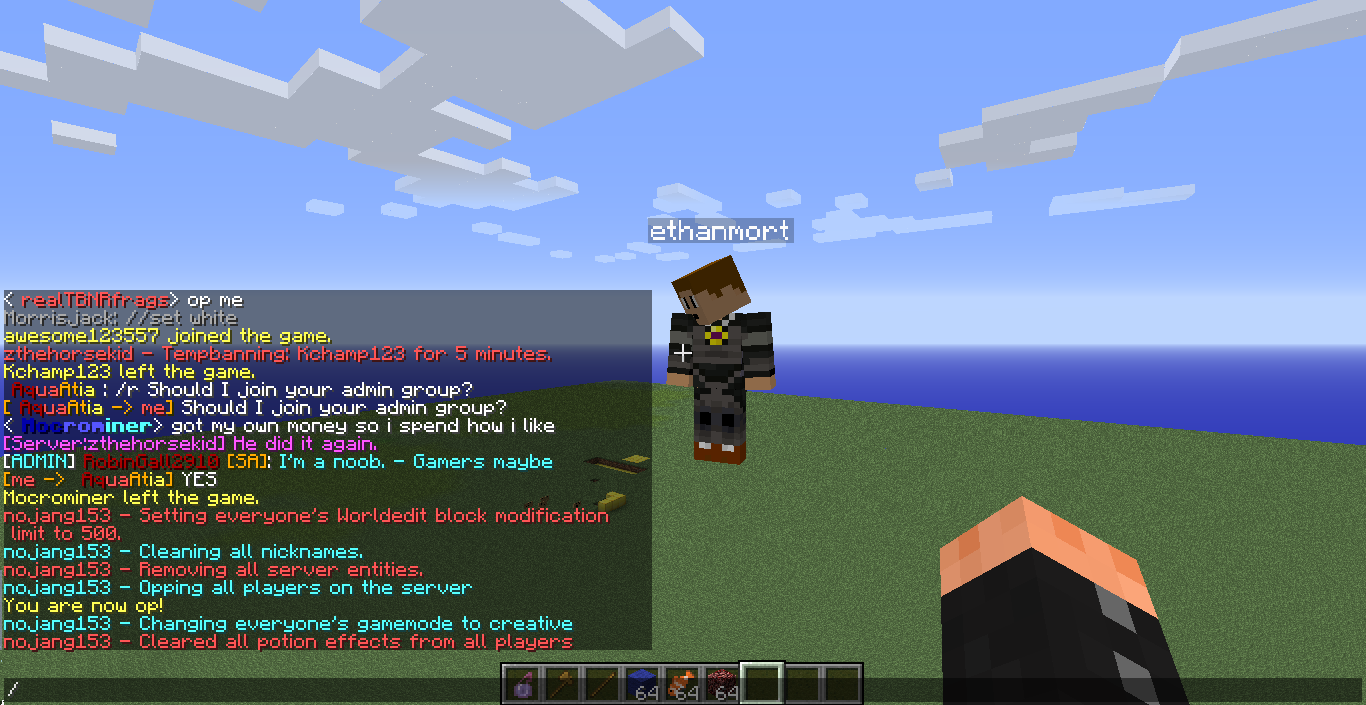 ethanmort
< realTBNRfrags> op me
Morrisjack: //set white
awesome123557 joined the game.
zthehorsekid - Tempbanning: Kchamp123 for 5 minutes.
Kchamp123 left the game.
AquaAtia : /r Should I join your admin group?
[ AquaAtia -> me] Should I join your admin group?
< Mocrominer> got my own money so i spend how i like
[Server:zthehorsekid] He did it again.
[ADMIN] RobinGall2910 [SA]: I'm a noob. - Gamers maybe
[me -> AquaAtia] YES
Mocrominer left the game.
nojang153 - Setting everyone's Worldedit block modification
limit to 500.
nojang153 - Cleaning all nicknames.
nojang153 - Removing all server entities.
nojang153 - Opping all players on the server
You are now op!
nojang153 - Changing everyone's gamemode to creative
nojang153 - Cleared all potion effects from all players
64 64 64
/